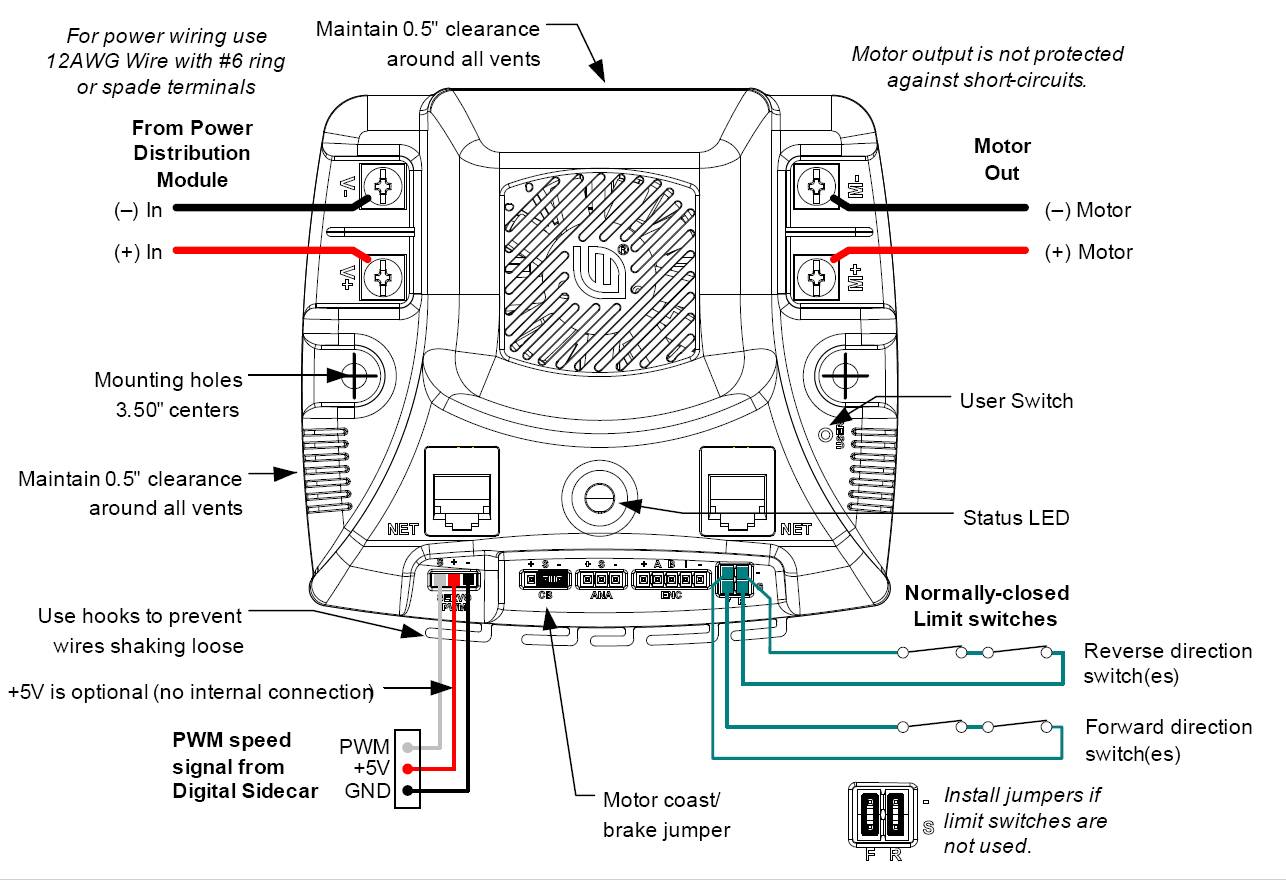 For power wiring use
12AWG Wire with #6 ring
or spade terminals
Maintain 0.5" clearance
around all vents
Motor output is not protected
against short-circuits.
From Power
Distribution
Module
Motor
Out
V-
M-
(–) In
(–) Motor
(+) In
(+) Motor
V+
M+
®
Mounting holes
3.50" centers
User Switch
USER
Maintain 0.5" clearance
around all vents
NET
NET
Status LED
S + -
+ S -
+ S -
+ A B I -
-
S
SERVO
PWM
CB
ANA
ENC
F R
Use hooks to prevent
wires shaking loose
Normally-closed
Limit switches
Reverse direction
switch(es)
+5V is optional (no internal connection)
Forward direction
switch(es)
PWM speed
signal from
Digital Sidecar
PWM
+5V
GND
Motor coast/
brake jumper
-
S
F R
Install jumpers if
limit switches are
not used.